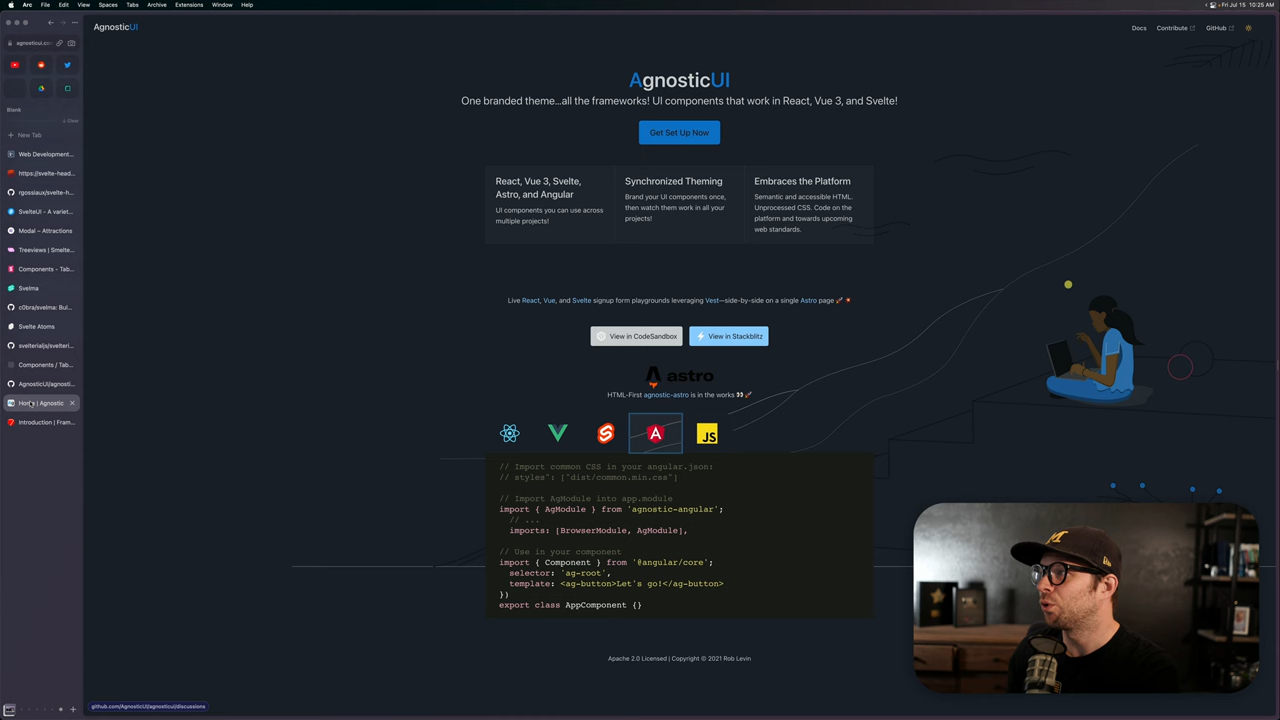 Arc File Edit View Spaces Tabs Archive Extensions Window Help
Fri Jul 15 10:25 AM
agnosticui.com
Blank
Clear
New Tab
Web Development...
https://svelte-head...
rgossiaux/svelte-h...
SvelteUI - A variet...
Modal – Attractions
Treeviews | Smelte...
Components - Tab...
Svelma
c0bra/svelma: Bul...
Svelte Atoms
svelterialjs/svelteri...
Components / Tab...
AgnosticUI/agnosti...
Home | Agnostic
Introduction | Fram...
github.com/AgnosticUI/agnosticui/discussions
AgnosticUI
Docs Contribute GitHub
AgnosticUI
One branded theme...all the frameworks! UI components that work in React, Vue 3, and Svelte!
Get Set Up Now
React, Vue 3, Svelte,
Astro, and Angular
UI components you can use across
multiple projects!
Synchronized Theming
Brand your UI components once,
then watch them work in all your
projects!
Embraces the Platform
Semantic and accessible HTML.
Unprocessed CSS. Code on the
platform and towards upcoming
web standards.
Live React, Vue, and Svelte signup form playgrounds leveraging Vest—side-by-side on a single Astro page 🚀
View in CodeSandbox
View in Stackblitz
astro
HTML-First agnostic-astro is in the works 👀 🚀
JS
// Import common CSS in your angular.json:
// styles": ["dist/common.min.css"]
// Import AgModule into app.module
import { AgModule } from 'agnostic-angular';
// ...
imports: [BrowserModule, AgModule],
// Use in your component
import { Component } from '@angular/core';
selector: 'ag-root',
template: <ag-button>Let's go!</ag-button>
})
export class AppComponent {}
Apache 2.0 Licensed | Copyright © 2021 Rob Levin